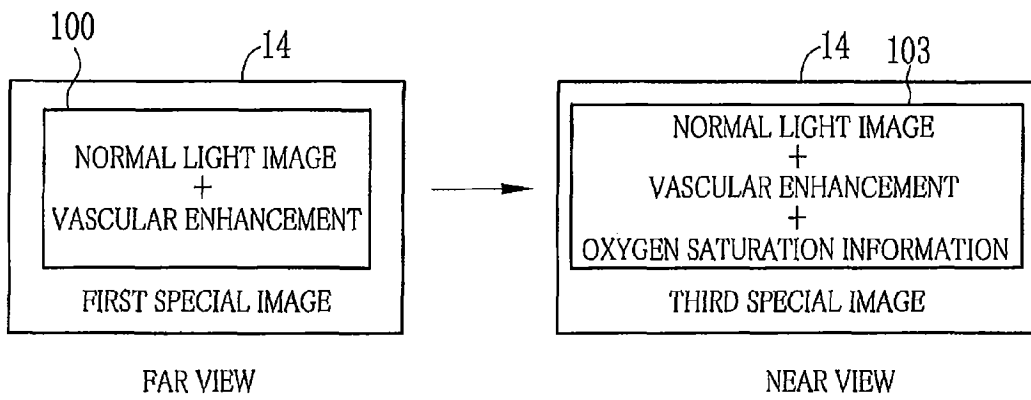 100
14
NORMAL LIGHT IMAGE
+
VASCULAR ENHANCEMENT
FIRST SPECIAL IMAGE
FAR VIEW
14
103
NORMAL LIGHT IMAGE
+
VASCULAR ENHANCEMENT
+
OXYGEN SATURATION INFORMATION
THIRD SPECIAL IMAGE
NEAR VIEW